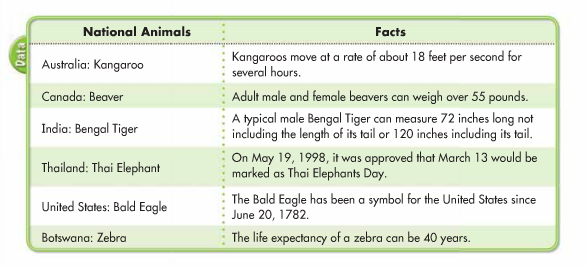 Data
National Animals
Facts
Australia: Kangaroo
Kangaroos move at a rate of about 18 feet per second for
several hours.
Canada: Beaver
Adult male and female beavers can weigh over 55 pounds.
India: Bengal Tiger
A typical male Bengal Tiger can measure 72 inches long not
including the length of its tail or 120 inches including its tail.
Thailand: Thai Elephant
On May 19, 1998, it was approved that March 13 would be
marked as Thai Elephants Day.
United States: Bald Eagle
The Bald Eagle has been a symbol for the United States since
June 20, 1782.
Botswana: Zebra
The life expectancy of a zebra can be 40 years.